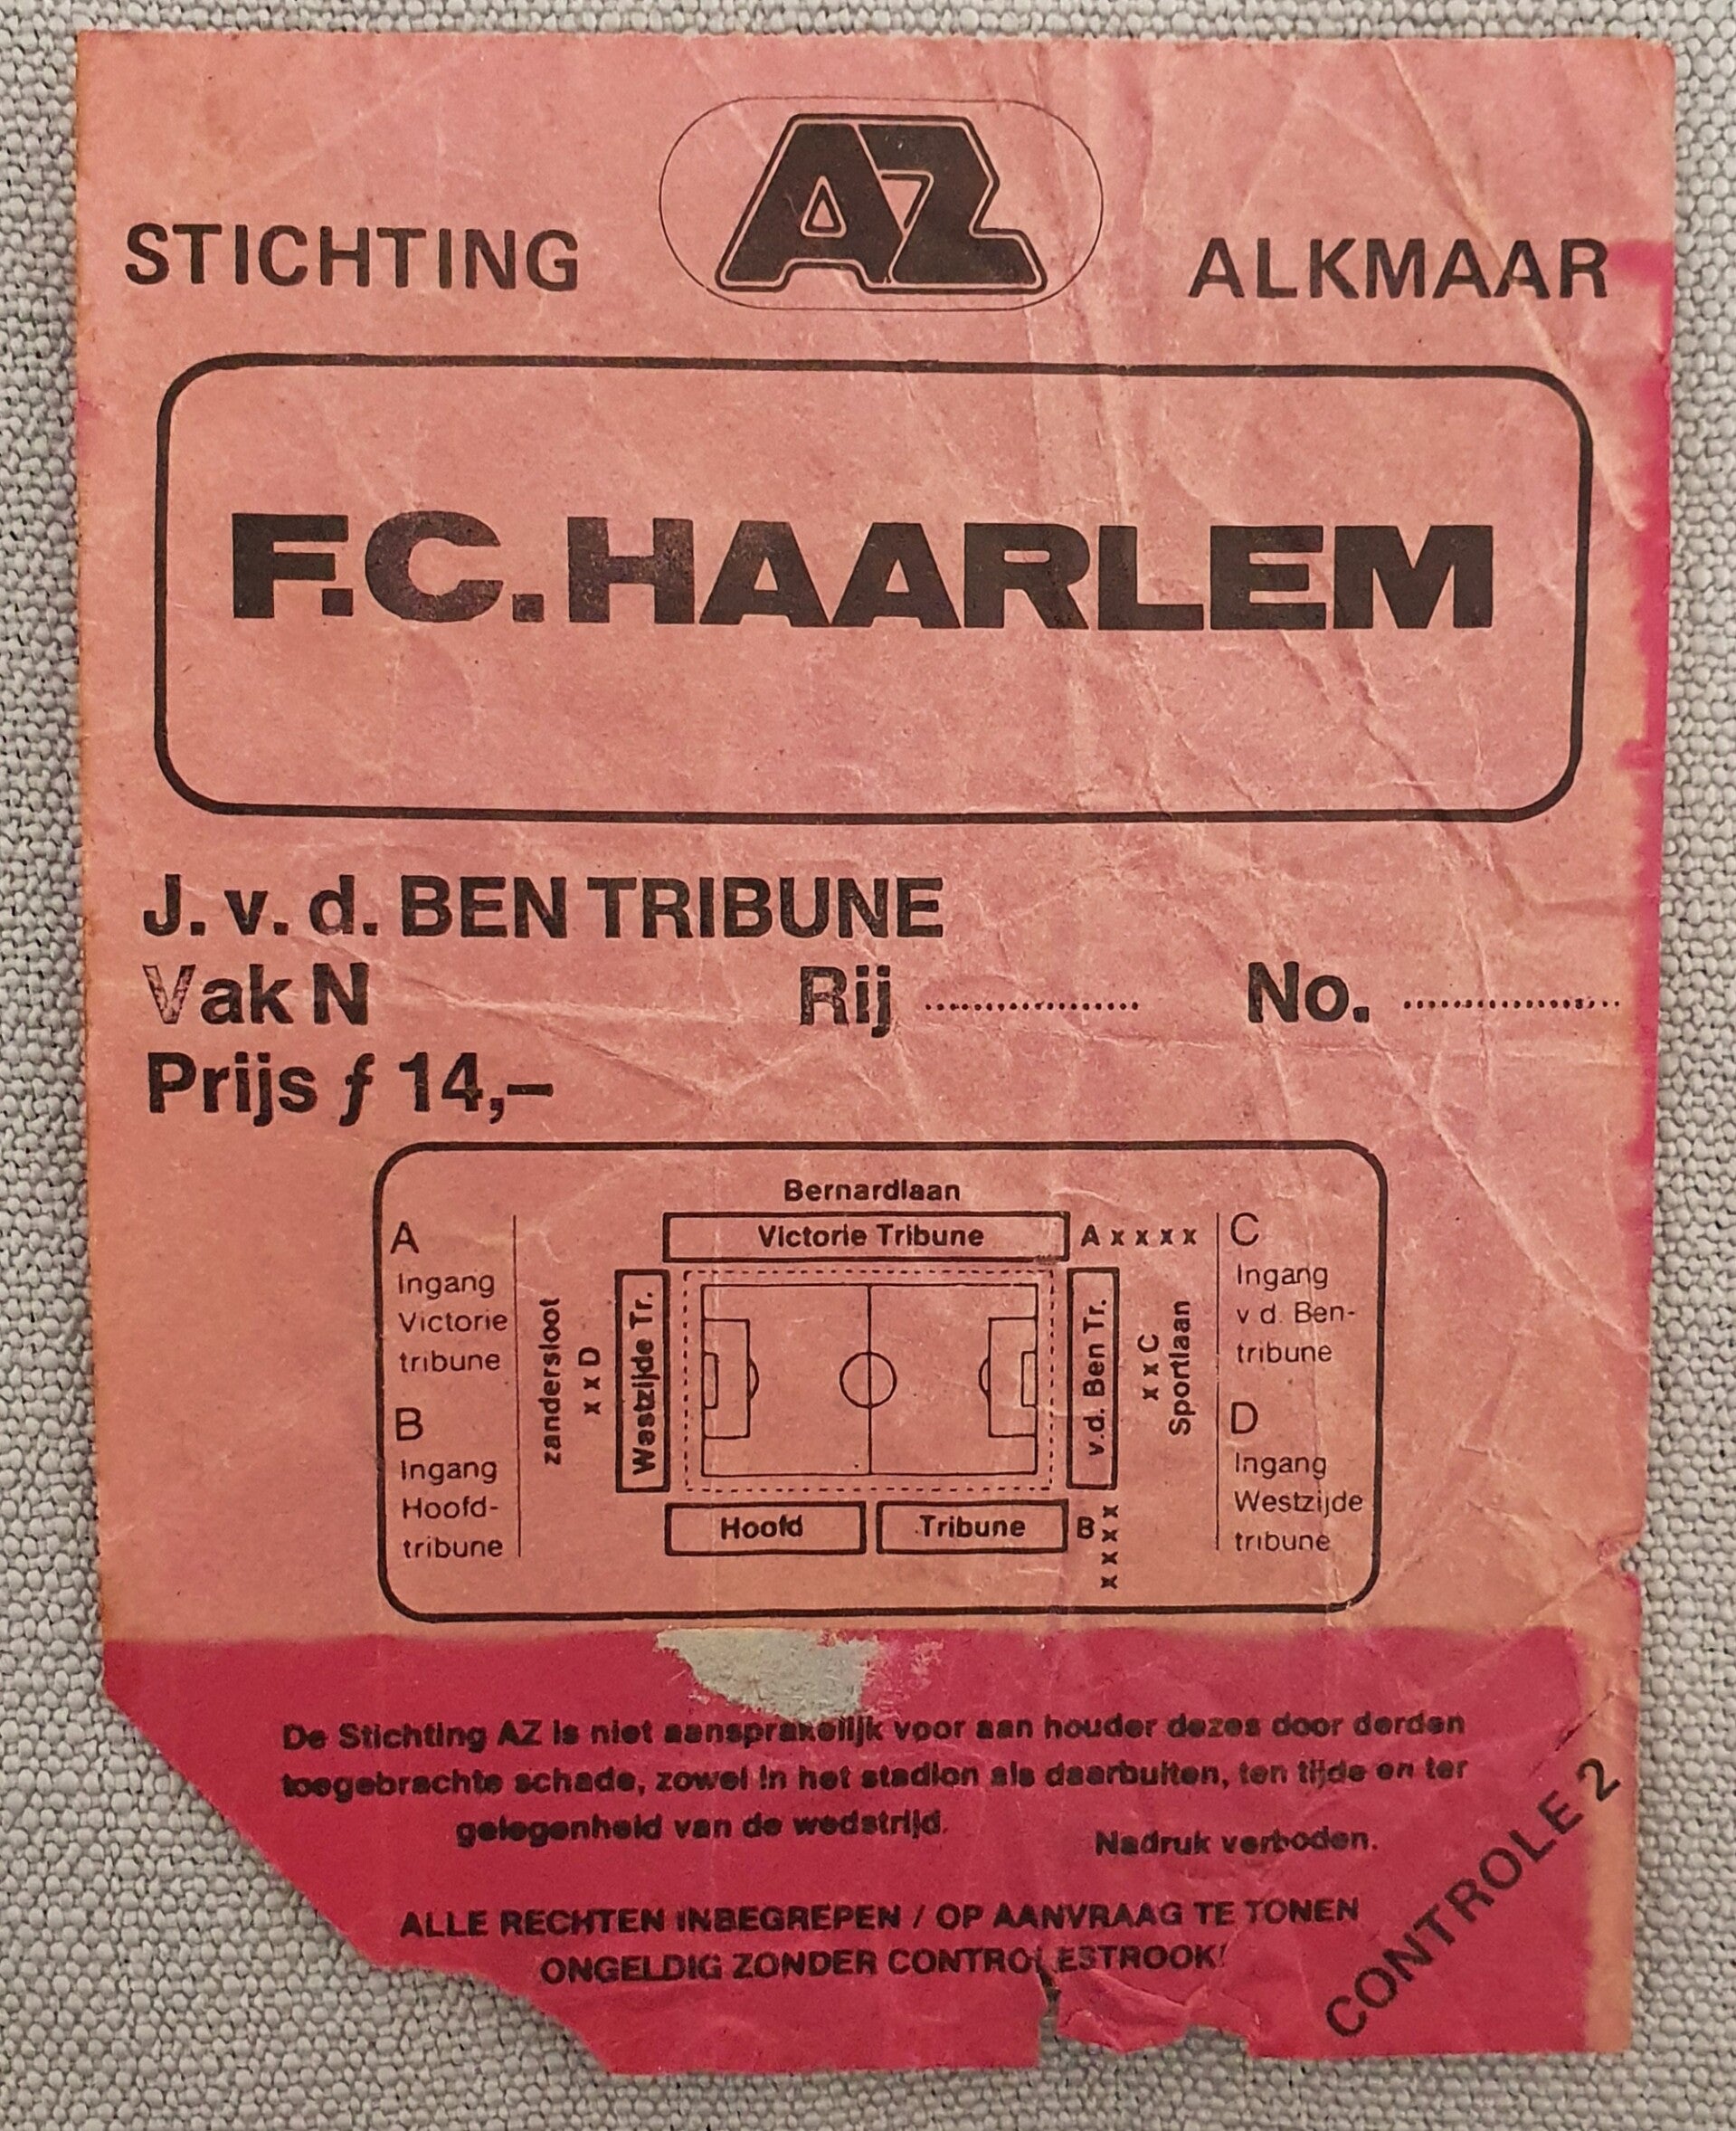 STICHTING AZ ALKMAAR
F.C. HAARLEM
J. v. d. BEN TRIBUNE
Vak N Rij .................... No. ....................
Prijs ƒ 14,–
Bernardlaan
Victorie Tribune
A x x x x
A
Ingang
Victorie
tribune
B
Ingang
Hoofd-
tribune
zandersloot
x x D
Westzijde Tr.
v.d. Ben Tr.
x x C
Sportlaan
Hoofd
Tribune
B x x x x
C
Ingang
v d. Ben-
tribune
D
Ingang
Westzijde
tribune
De Stichting AZ is niet aansprakelijk voor aan houder dezes door derden
toegebrachte schade, zowel in het stadion als daarbuiten, ten tijde en ter
gelegenheid van de wedstrijd.
Nadruk verboden.
ALLE RECHTEN INBEGREPEN / OP AANVRAAG TE TONEN
ONGELDIG ZONDER CONTROLESTROOK!
CONTROLE 2